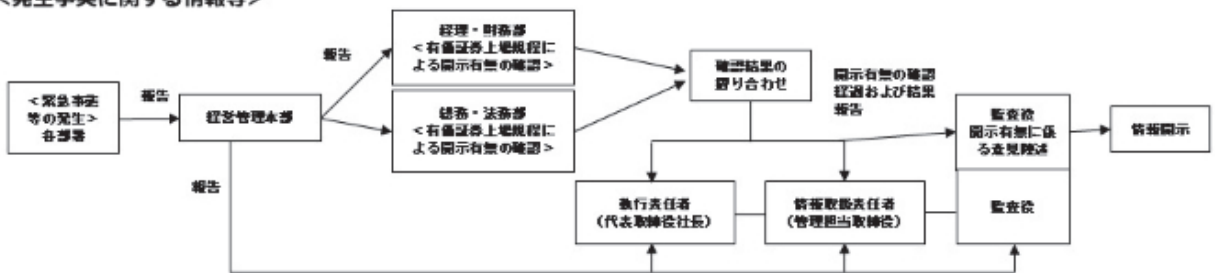 <発生事実に関する情報等>
経理・財務部
<有価証券上場規程に
よる開示有無の確認>
報告
確認結果の
摺り合わせ
開示有無の確認
経過および結果
報告
<緊急事態
等の発生>
各部署
報告
経営管理本部
総務・法務部
<有価証券上場規程に
よる開示有無の確認>
監査役
開示有無に係
る意見陳述
情報開示
報告
執行責任者
(代表取締役社長)
情報取扱責任者
(管理担当取締役)
監査役